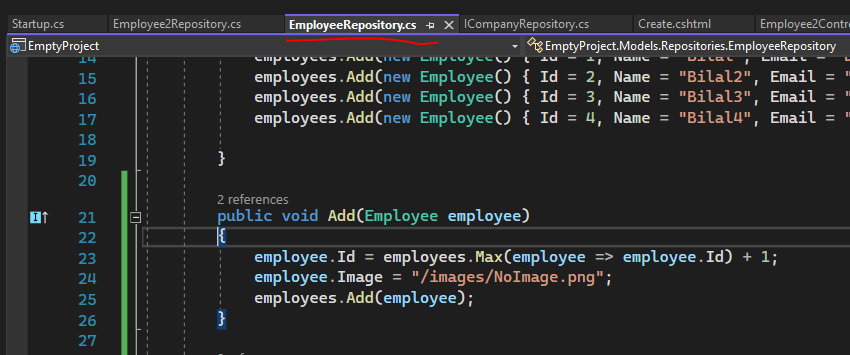 Startup.cs Employee2Repository.cs EmployeeRepository.cs ICompanyRepository.cs Create.cshtml Employee2Contr
EmptyProject EmptyProject.Models.Repositories.EmployeeRepository
14 employees.Add(new Employee() { Id = 1, Name = "Bilal", Email = "B
15 employees.Add(new Employee() { Id = 2, Name = "Bilal2", Email = "
16 employees.Add(new Employee() { Id = 3, Name = "Bilal3", Email = "
17 employees.Add(new Employee() { Id = 4, Name = "Bilal4", Email = "
18
19 }
20
2 references
21 public void Add(Employee employee)
22 {
23 employee.Id = employees.Max(employee => employee.Id) + 1;
24 employee.Image = "/images/NoImage.png";
25 employees.Add(employee);
26 }
27